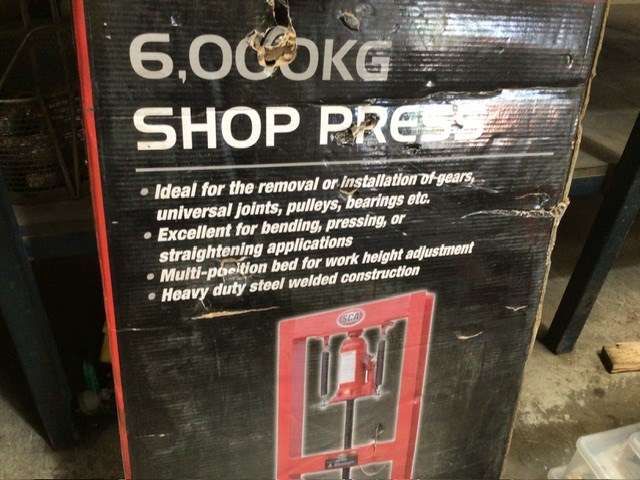 6,000KG
SHOP PRESS
• Ideal for the removal or installation of gears,
universal joints, pulleys, bearings etc.
• Excellent for bending, pressing, or
straightening applications
• Multi-position bed for work height adjustment
• Heavy duty steel welded construction
SCA